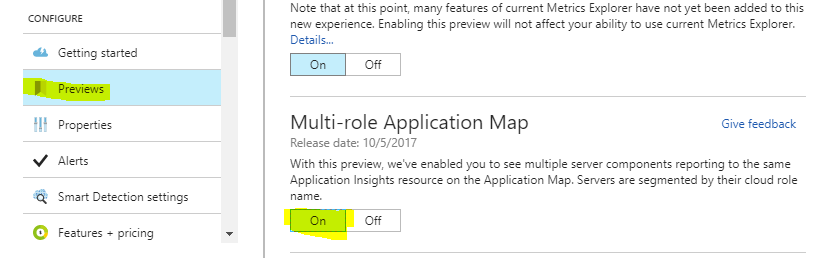 CONFIGURE
Getting started
Previews
Properties
Alerts
Smart Detection settings
Features + pricing
Note that at this point, many features of current Metrics Explorer have not yet been added to this
new experience. Enabling this preview will not affect your ability to use current Metrics Explorer.
Details...
On Off
Multi-role Application Map
Give feedback
Release date: 10/5/2017
With this preview, we've enabled you to see multiple server components reporting to the same
Application Insights resource on the Application Map. Servers are segmented by their cloud role
name.
On Off